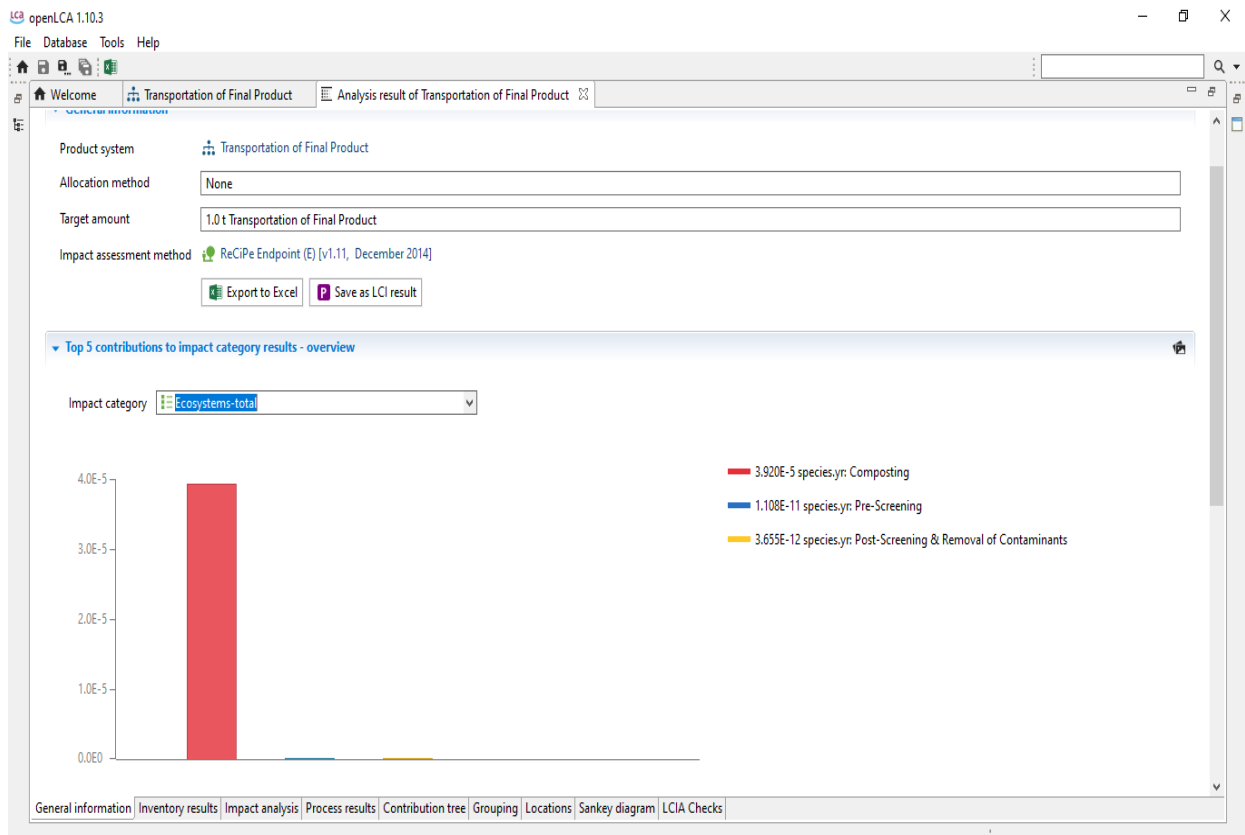 LCA openLCA 1.10.3
File Database Tools Help
Welcome Transportation of Final Product Analysis result of Transportation of Final Product
General information
Product system Transportation of Final Product
Allocation method None
Target amount 1.0 t Transportation of Final Product
Impact assessment method ReCiPe Endpoint (E) [v1.11, December 2014]
Export to Excel P Save as LCI result
Top 5 contributions to impact category results - overview
Impact category Ecosystems-total
4.0E-5
3.0E-5
2.0E-5
1.0E-5
0.0E0
3.920E-5 species.yr: Composting
1.108E-11 species.yr: Pre-Screening
3.655E-12 species.yr: Post-Screening & Removal of Contaminants
General information Inventory results Impact analysis Process results Contribution tree Grouping Locations Sankey diagram LCIA Checks